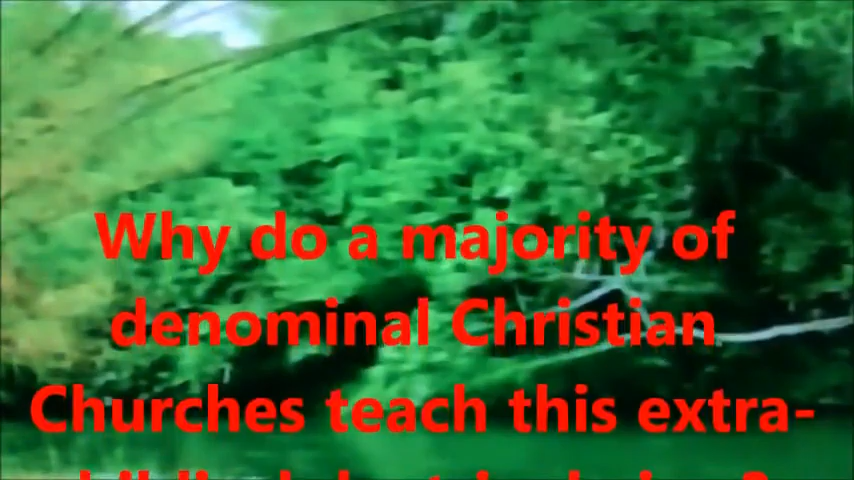 Why do a majority of
denominal Christian
Churches teach this extra-